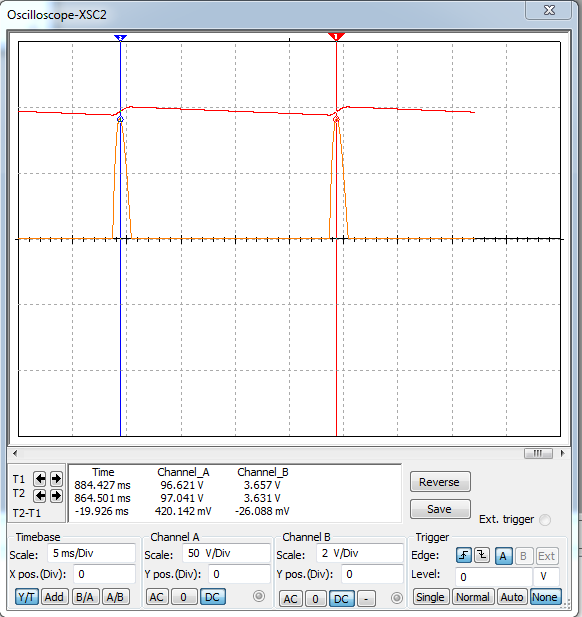 Oscilloscope-XSC2
2
1
Time Channel_A Channel_B
T1 884.427 ms 96.621 V 3.657 V
T2 864.501 ms 97.041 V 3.631 V
T2-T1 -19.926 ms 420.142 mV -26.088 mV
Reverse
Save
Ext. trigger
Timebase Channel A Channel B Trigger
Scale: 5 ms/Div Scale: 50 V/Div Scale: 2 V/Div Edge: A B Ext
X pos.(Div): 0 Y pos.(Div): 0 Y pos.(Div): 0 Level: 0 V
Y/T Add B/A A/B AC 0 DC AC 0 DC - Single Normal Auto None